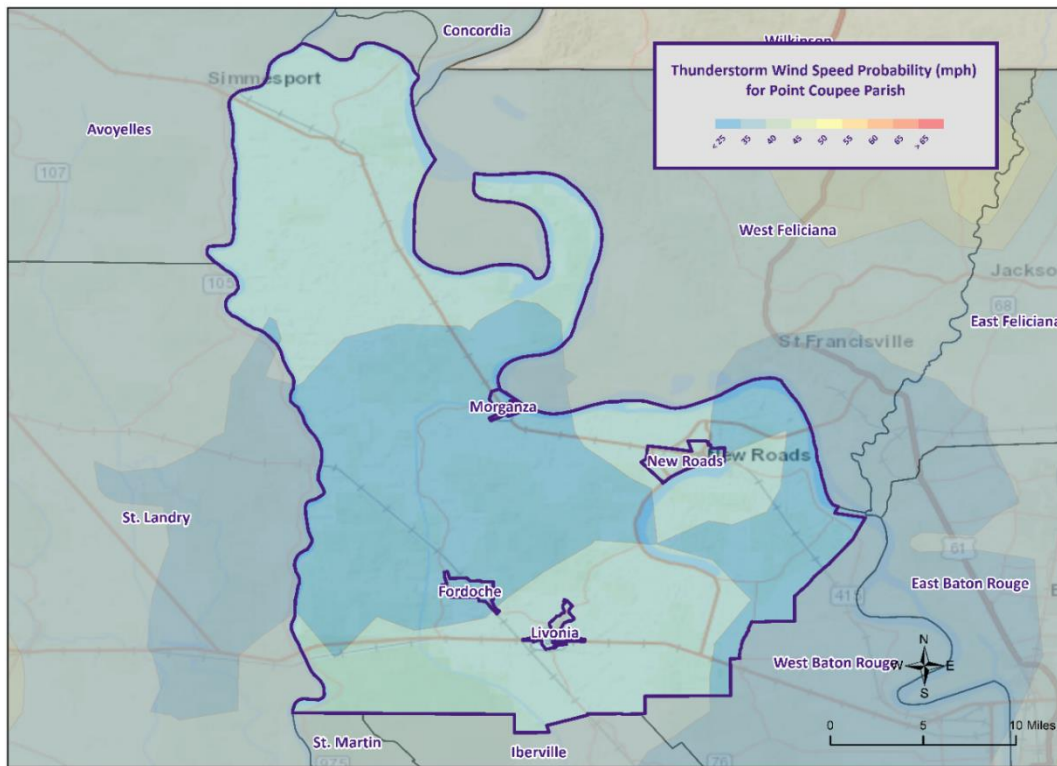 Concordia
Wilkinson
Simmesport
Thunderstorm Wind Speed Probability (mph)
for Point Coupee Parish
< 25
35
40
45
50
55
60
65
> 65
Avoyelles
107
West Feliciana
105
Jackso
68
East Feliciana
St Francisville
Morganza
New Roads
New Roads
St. Landry
61
East Baton Rouge
Fordoche
415
Livonia
West Baton Rouge
N
W
E
S
0
5
10 Miles
St. Martin
Iberville
975
76